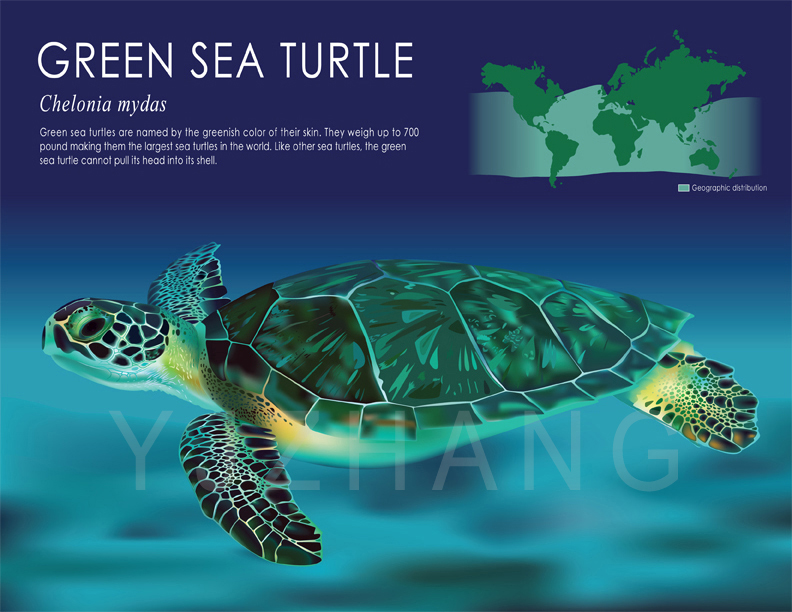 GREEN SEA TURTLE
Chelonia mydas
Green sea turtles are named by the greenish color of their skin. They weigh up to 700
pound making them the largest sea turtles in the world. Like other sea turtles, the green
sea turtle cannot pull its head into its shell.
Geographic distribution
YUZHANG